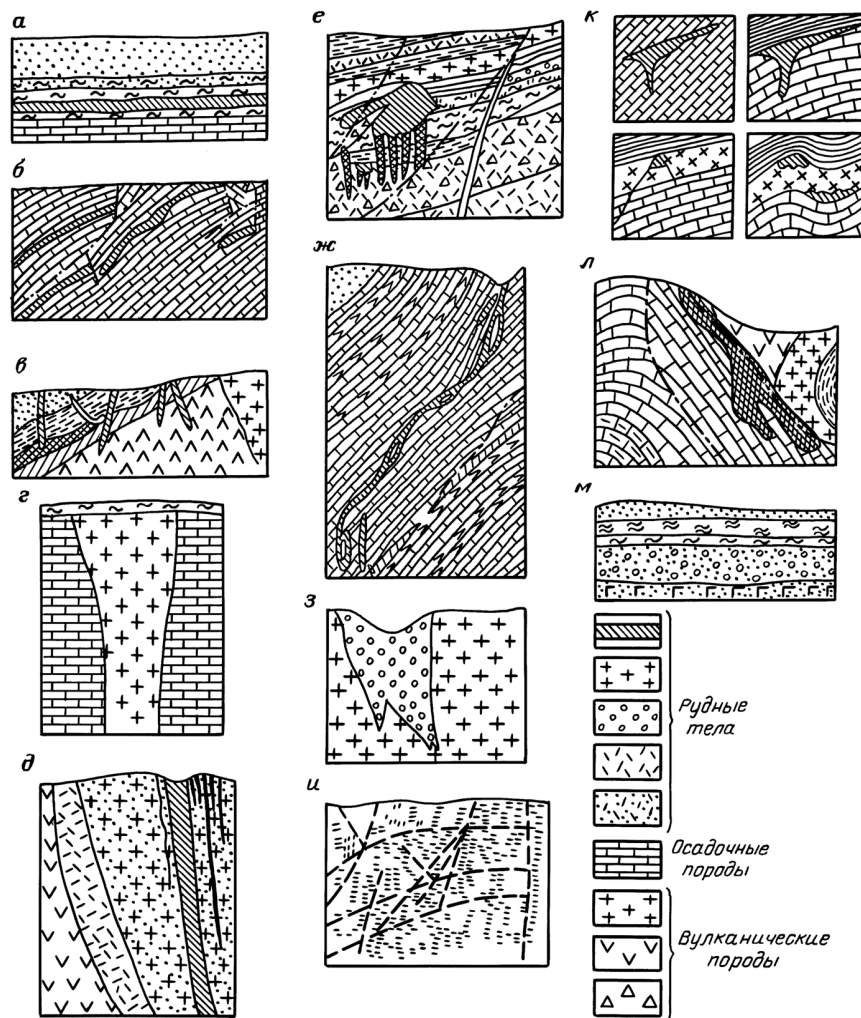 а
б
в
г
д
е
ж
з
и
к
л
м
Рудные
тела
Осадочные
породы
Вулканические
породы